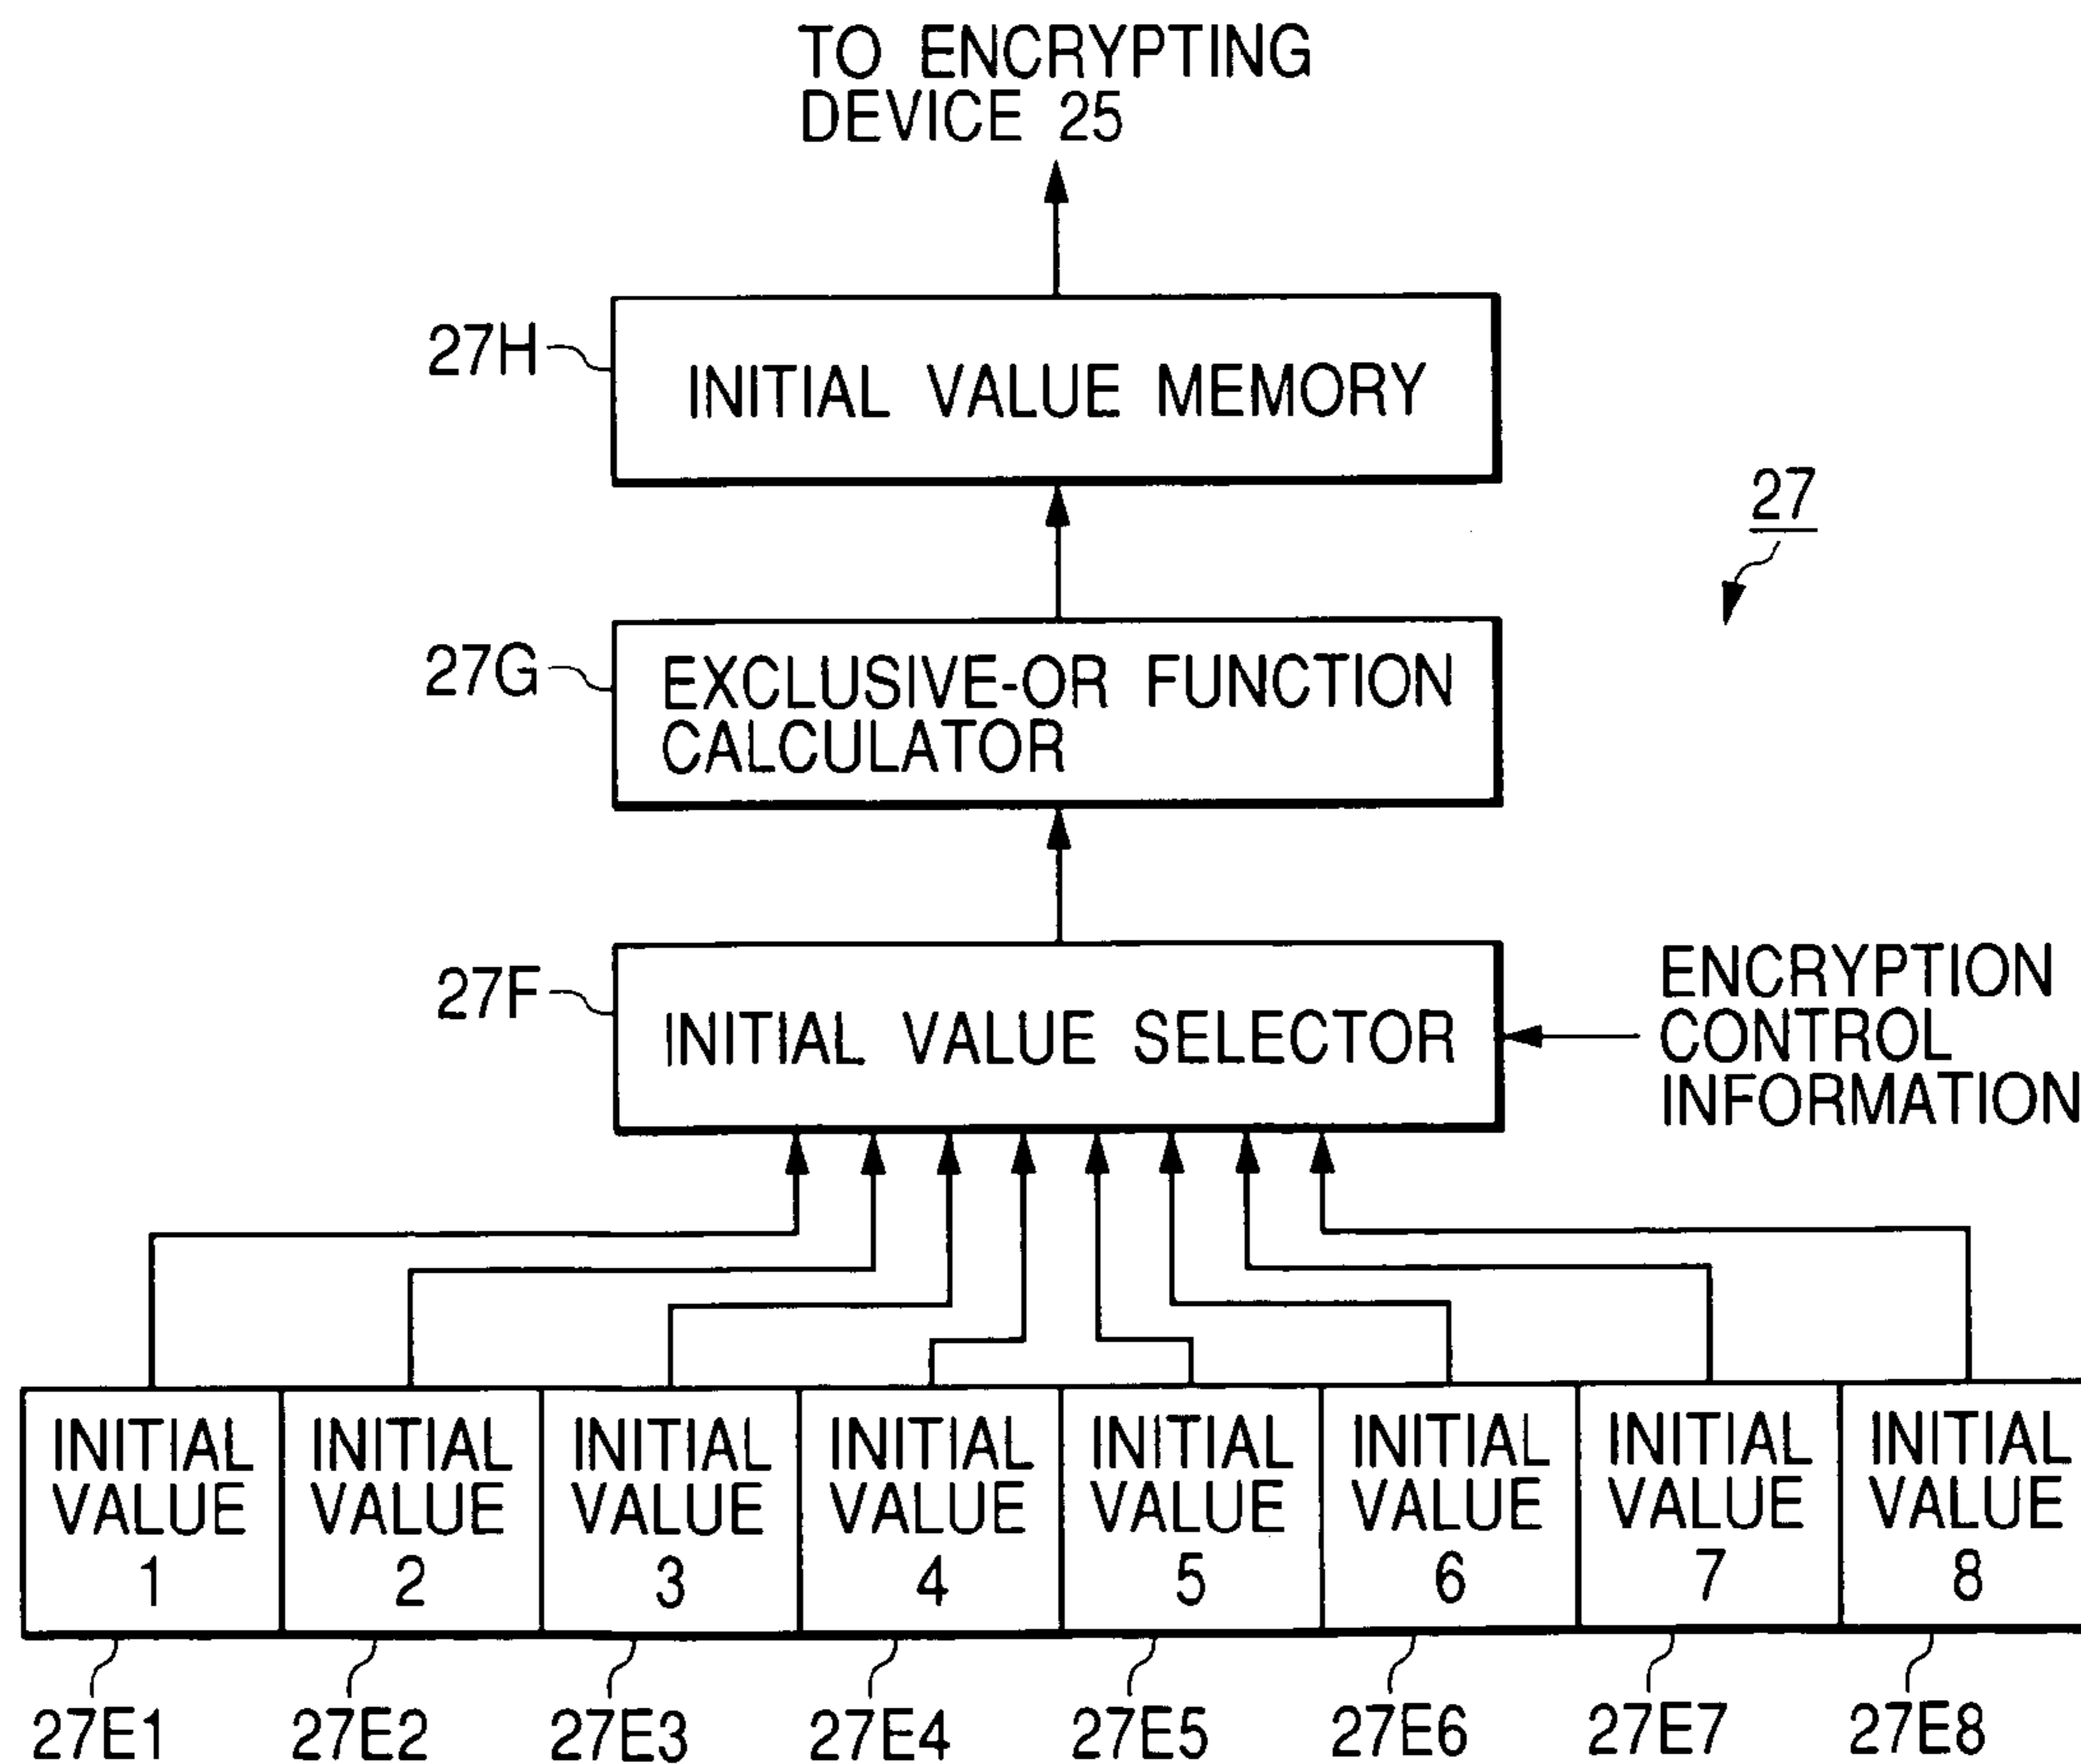 TO ENCRYPTING
DEVICE 25
27H
INITIAL VALUE MEMORY
27
27G
EXCLUSIVE-OR FUNCTION
CALCULATOR
27F
INITIAL VALUE SELECTOR
ENCRYPTION
CONTROL
INFORMATION
INITIAL
VALUE
1
INITIAL
VALUE
2
INITIAL
VALUE
3
INITIAL
VALUE
4
INITIAL
VALUE
5
INITIAL
VALUE
6
INITIAL
VALUE
7
INITIAL
VALUE
8
27E1
27E2
27E3
27E4
27E5
27E6
27E7
27E8